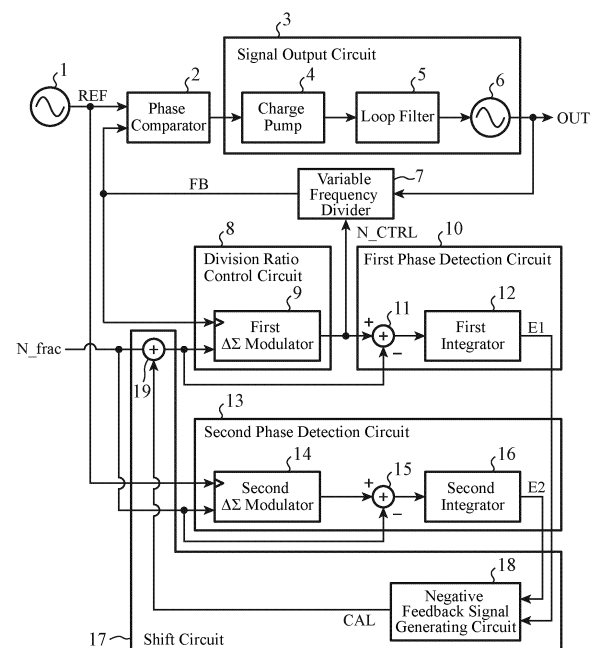 3
Signal Output Circuit
1
REF
2
Phase
Comparator
4
Charge
Pump
5
Loop Filter
6
OUT
FB
Variable
Frequency
Divider
7
N_CTRL
8
Division Ratio
Control Circuit
9
First
ΔΣ Modulator
10
First Phase Detection Circuit
+
11
−
12
First
Integrator
E1
N_frac
+
19
13
Second Phase Detection Circuit
14
Second
ΔΣ Modulator
+
15
−
16
Second
Integrator
E2
18
Negative
Feedback Signal
Generating Circuit
CAL
17
Shift Circuit